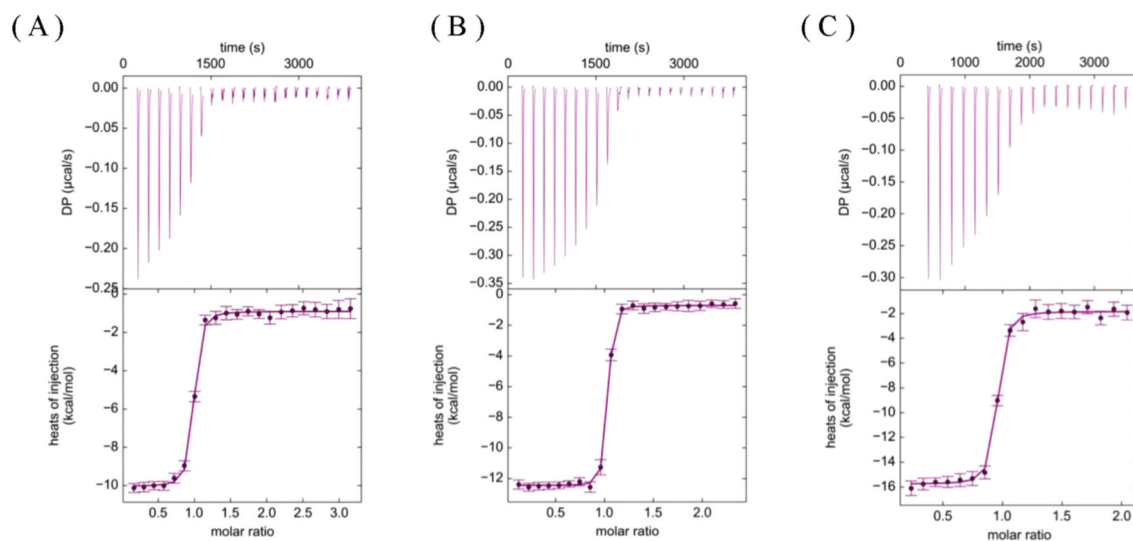 ( A )
time (s)
0 1500 3000
0.00
−0.05
−0.10
−0.15
−0.20
−0.25
DP (µcal/s)
0
−2
−4
−6
−8
−10
heats of injection
(kcal/mol)
0.5 1.0 1.5 2.0 2.5 3.0
molar ratio
( B )
time (s)
0 1500 3000
0.00
−0.05
−0.10
−0.15
−0.20
−0.25
−0.30
−0.35
DP (µcal/s)
0
−2
−4
−6
−8
−10
−12
heats of injection
(kcal/mol)
0.5 1.0 1.5 2.0
molar ratio
( C )
time (s)
0 1000 2000 3000
0.00
−0.05
−0.10
−0.15
−0.20
−0.25
−0.30
DP (µcal/s)
−2
−4
−6
−8
−10
−12
−14
−16
heats of injection
(kcal/mol)
0.5 1.0 1.5 2.0
molar ratio